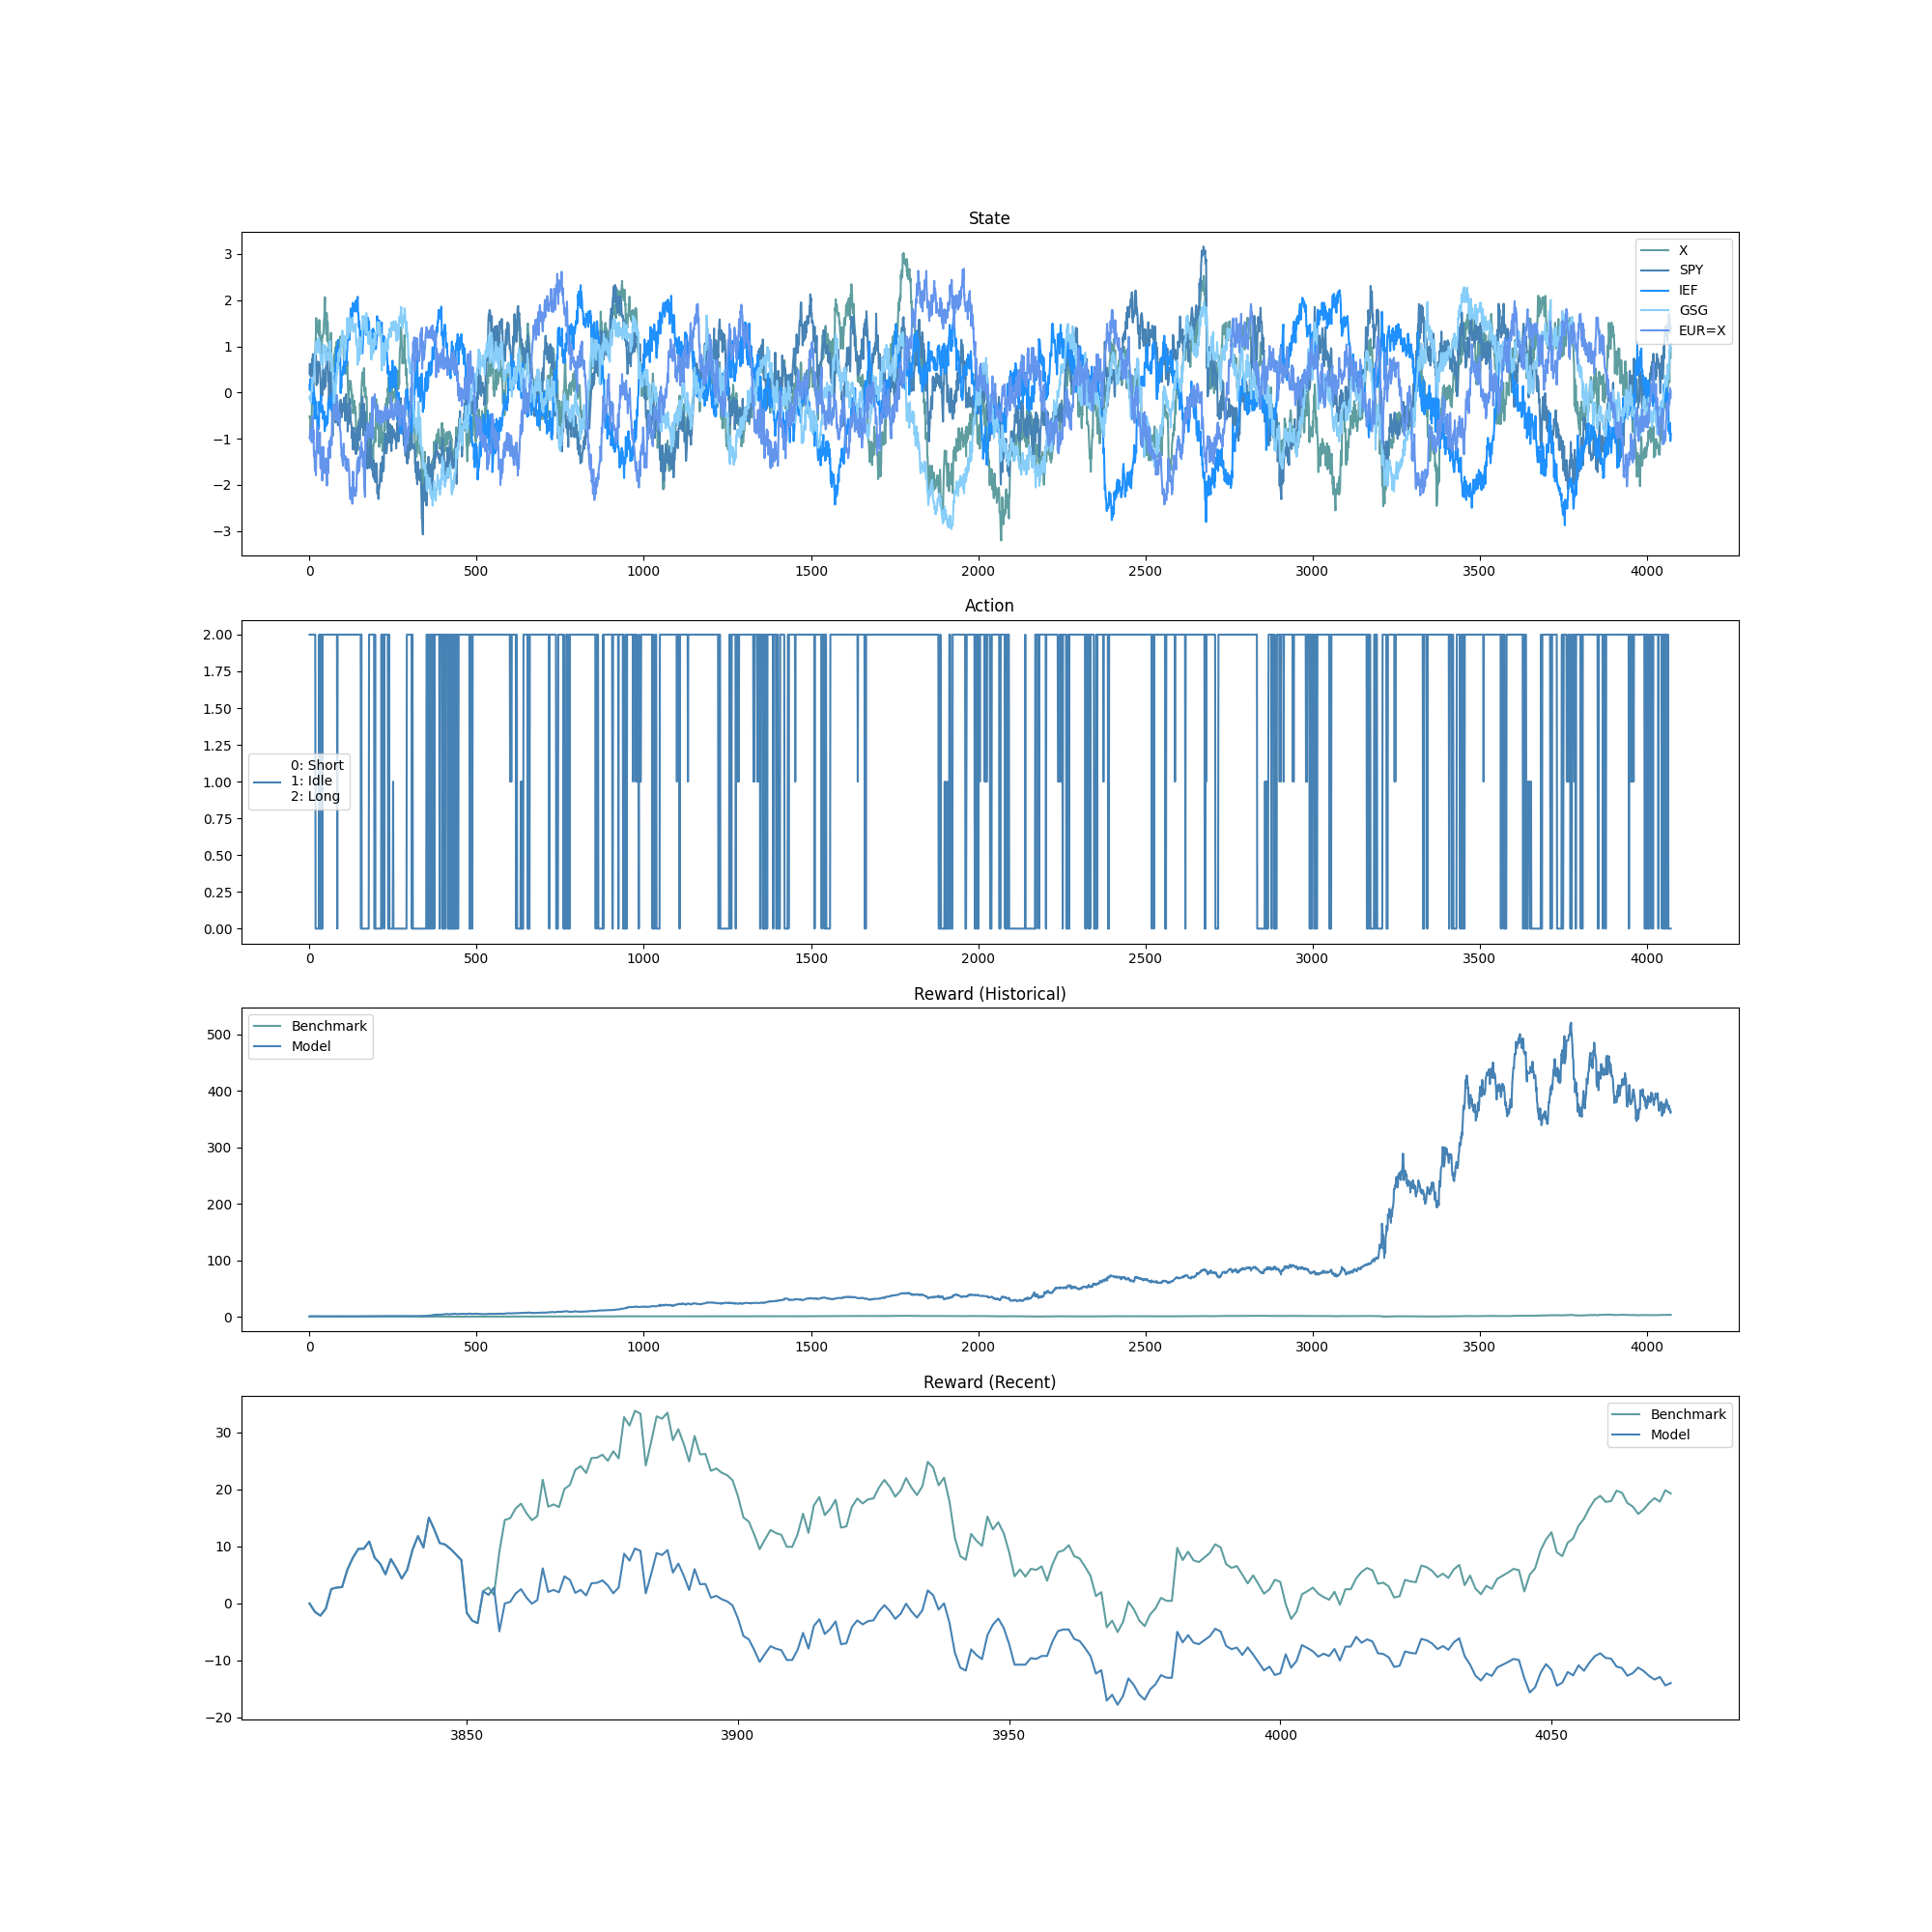 State
3
2
1
0
−1
−2
−3
X
SPY
IEF
GSG
EUR=X
0 500 1000 1500 2000 2500 3000 3500 4000
Action
2.00
1.75
1.50
1.25
1.00
0.75
0.50
0.25
0.00
0: Short
1: Idle
2: Long
0 500 1000 1500 2000 2500 3000 3500 4000
Reward (Historical)
500
400
300
200
100
0
Benchmark
Model
0 500 1000 1500 2000 2500 3000 3500 4000
Reward (Recent)
30
20
10
0
−10
−20
Benchmark
Model
3850 3900 3950 4000 4050